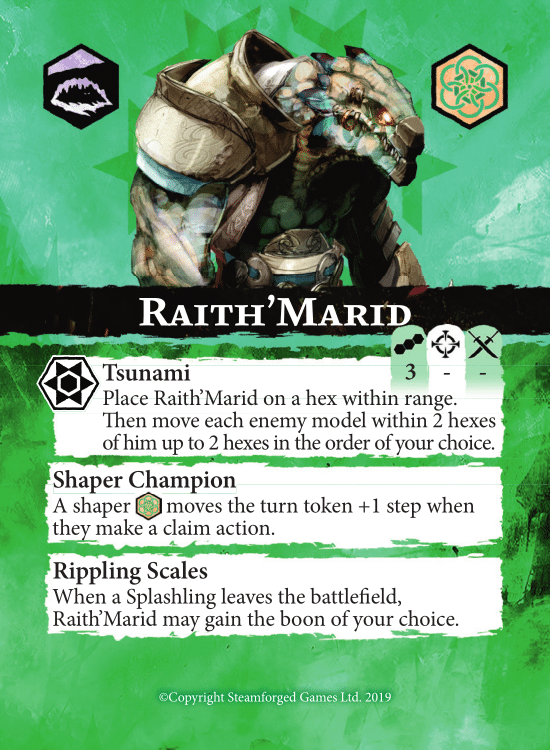 Raith'Marid
3 - -
Tsunami
Place Raith'Marid on a hex within range.
Then move each enemy model within 2 hexes
of him up to 2 hexes in the order of your choice.
Shaper Champion
A shaper moves the turn token +1 step when
they make a claim action.
Rippling Scales
When a Splashling leaves the battlefield,
Raith'Marid may gain the boon of your choice.
©Copyright Steamforged Games Ltd. 2019